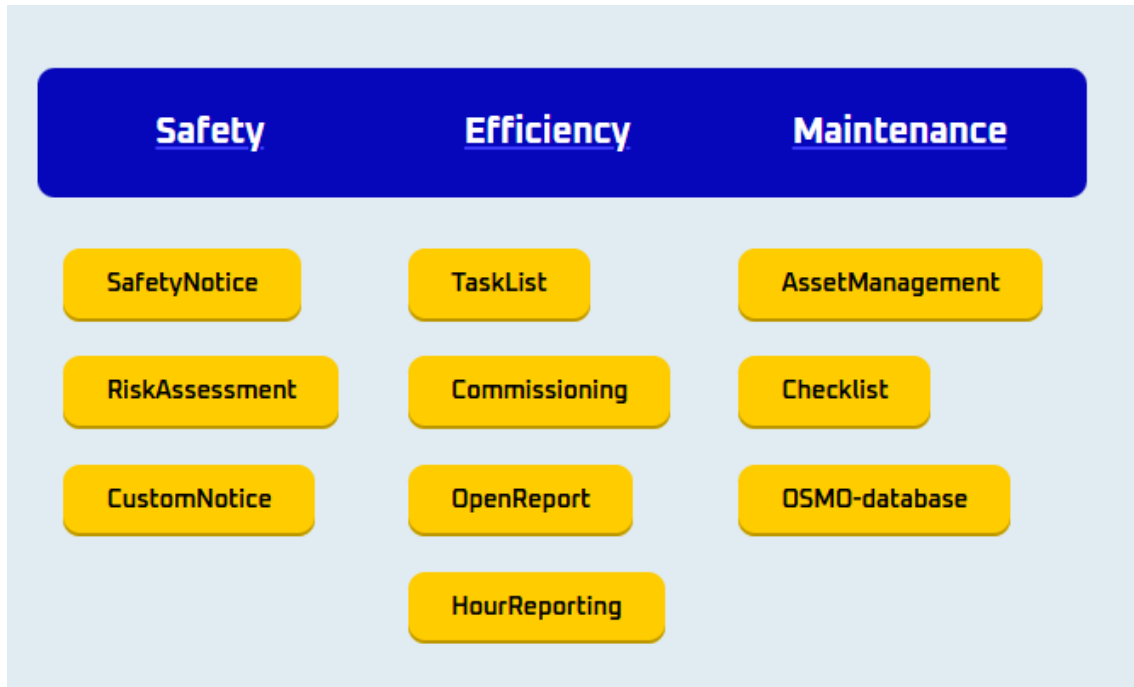 Safety Efficiency Maintenance
SafetyNotice TaskList AssetManagement
RiskAssessment Commissioning Checklist
CustomNotice OpenReport OSMO-database
HourReporting